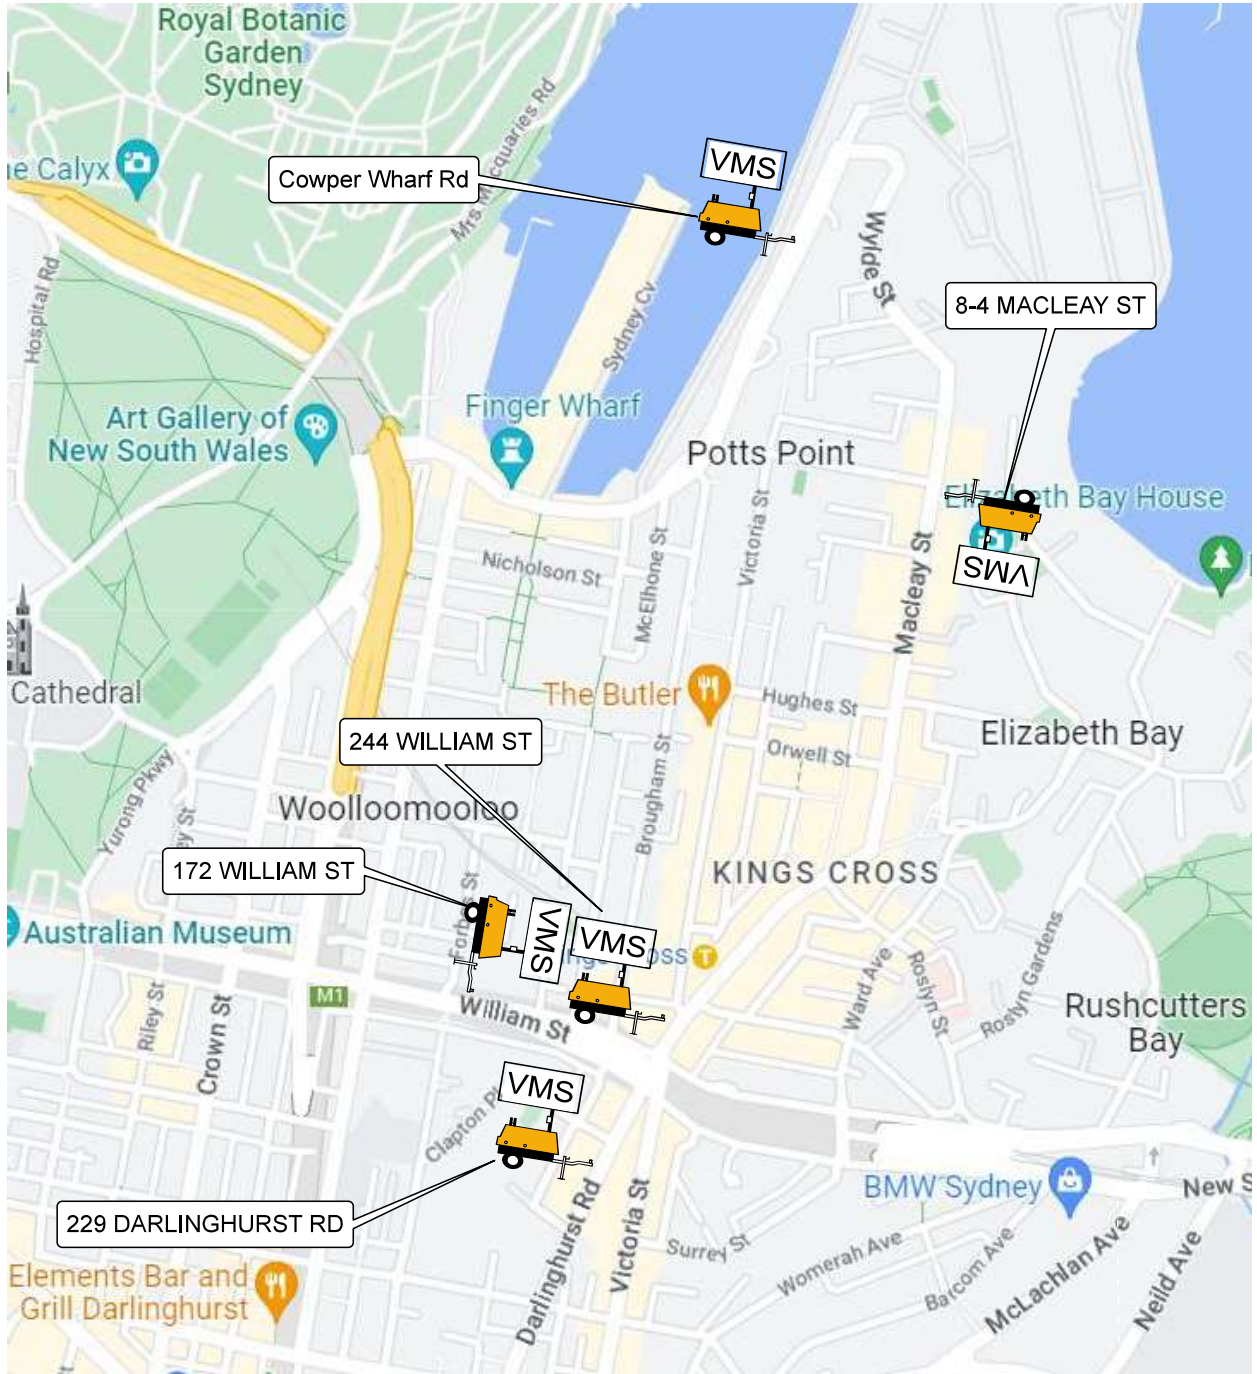 Royal Botanic
Garden
Sydney
Mrs Macquaries Rd
VMS
Cowper Wharf Rd
Wylde St
Hospital Rd
Sydney Cv
8-4 MACLEAY ST
Art Gallery of
New South Wales
Finger Wharf
Potts Point
Elizabeth Bay House
Victoria St
Nicholson St
McElhone St
Macleay St
VMS
Cathedral
The Butler
Hughes St
244 WILLIAM ST
Orwell St
Elizabeth Bay
Yurong Pkwy
Woolloomooloo
Brougham St
172 WILLIAM ST
KINGS CROSS
Forbes St
VMS
VMS
Australian Museum
T
Ward Ave
Roslyn St
Roslyn Gardens
M1
Riley St
Crown St
William St
Rushcutters
Bay
VMS
Clapton Pl
229 DARLINGHURST RD
BMW Sydney
New S
Darlinghurst Rd
Victoria St
Surrey St
Womerah Ave
Barcom Ave
McLachlan Ave
Neild Ave
Elements Bar and
Grill Darlinghurst